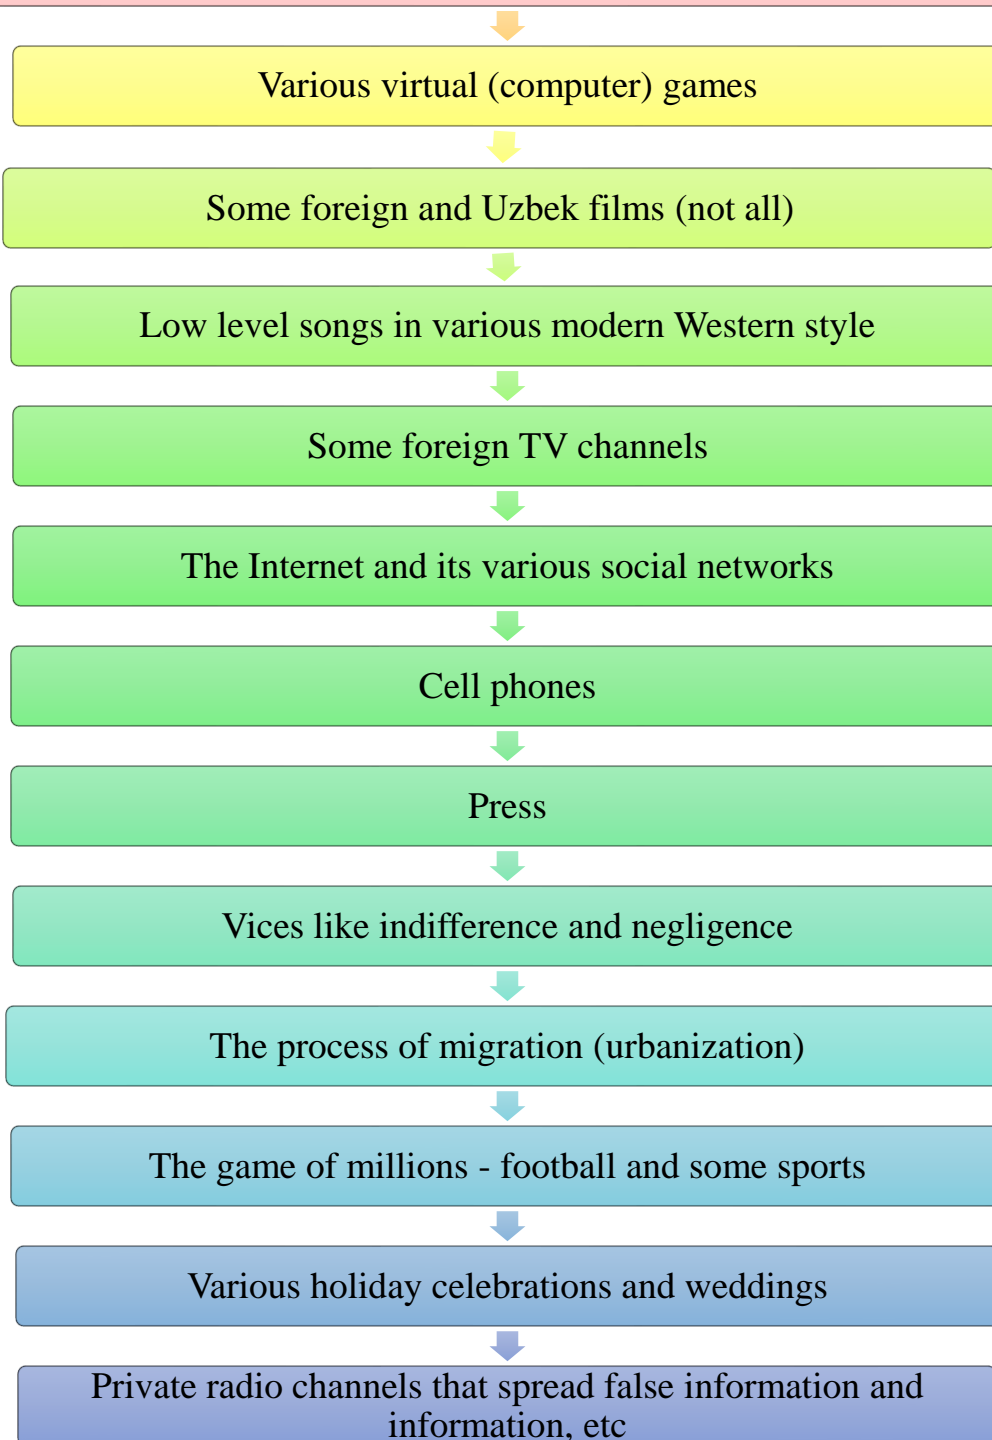 Various virtual (computer) games
Some foreign and Uzbek films (not all)
Low level songs in various modern Western style
Some foreign TV channels
The Internet and its various social networks
Cell phones
Press
Vices like indifference and negligence
The process of migration (urbanization)
The game of millions - football and some sports
Various holiday celebrations and weddings
Private radio channels that spread false information and
information, etc